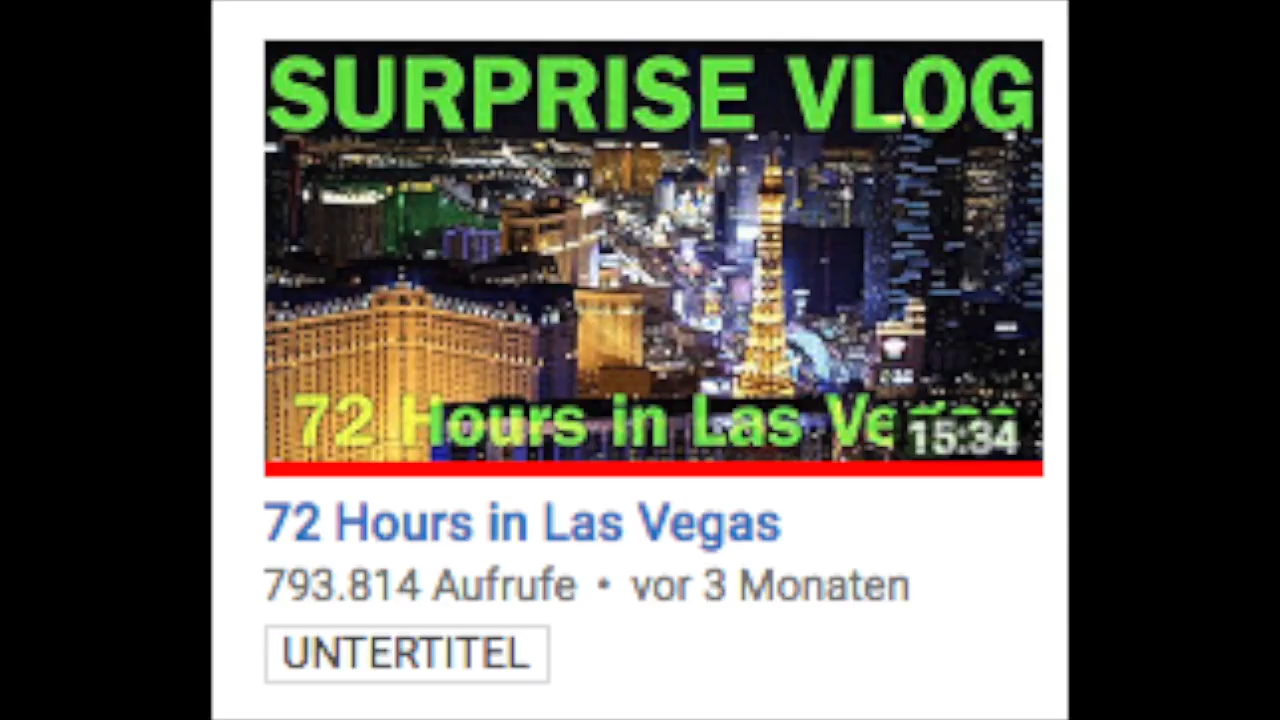 SURPRISE VLOG
72 Hours in Las
15:34
72 Hours in Las Vegas
793.814 Aufrufe • vor 3 Monaten
UNTERTITEL